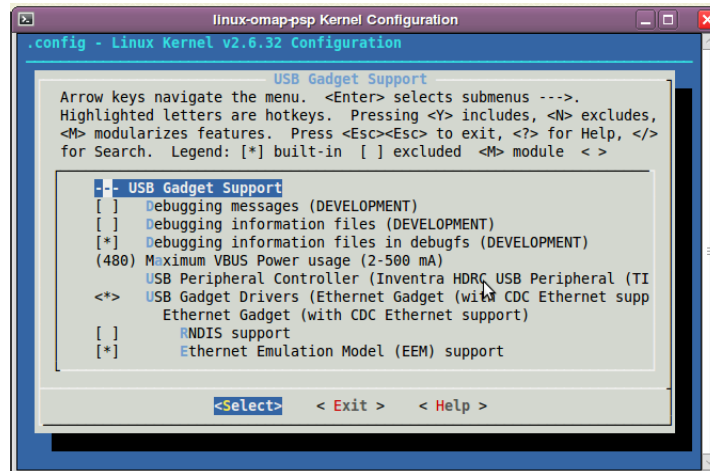 linux-omap-psp Kernel Configuration
.config - Linux Kernel v2.6.32 Configuration
USB Gadget Support
Arrow keys navigate the menu. <Enter> selects submenus --->.
Highlighted letters are hotkeys. Pressing <Y> includes, <N> excludes,
<M> modularizes features. Press <Esc><Esc> to exit, <?> for Help, </>
for Search. Legend: [*] built-in [ ] excluded <M> module < >
--- USB Gadget Support
[ ] Debugging messages (DEVELOPMENT)
[ ] Debugging information files (DEVELOPMENT)
[*] Debugging information files in debugfs (DEVELOPMENT)
(480) Maximum VBUS Power usage (2-500 mA)
USB Peripheral Controller (Inventra HDRC USB Peripheral (TI
<*> USB Gadget Drivers (Ethernet Gadget (with CDC Ethernet supp
Ethernet Gadget (with CDC Ethernet support)
[ ] RNDIS support
[*] Ethernet Emulation Model (EEM) support
<Select> < Exit > < Help >